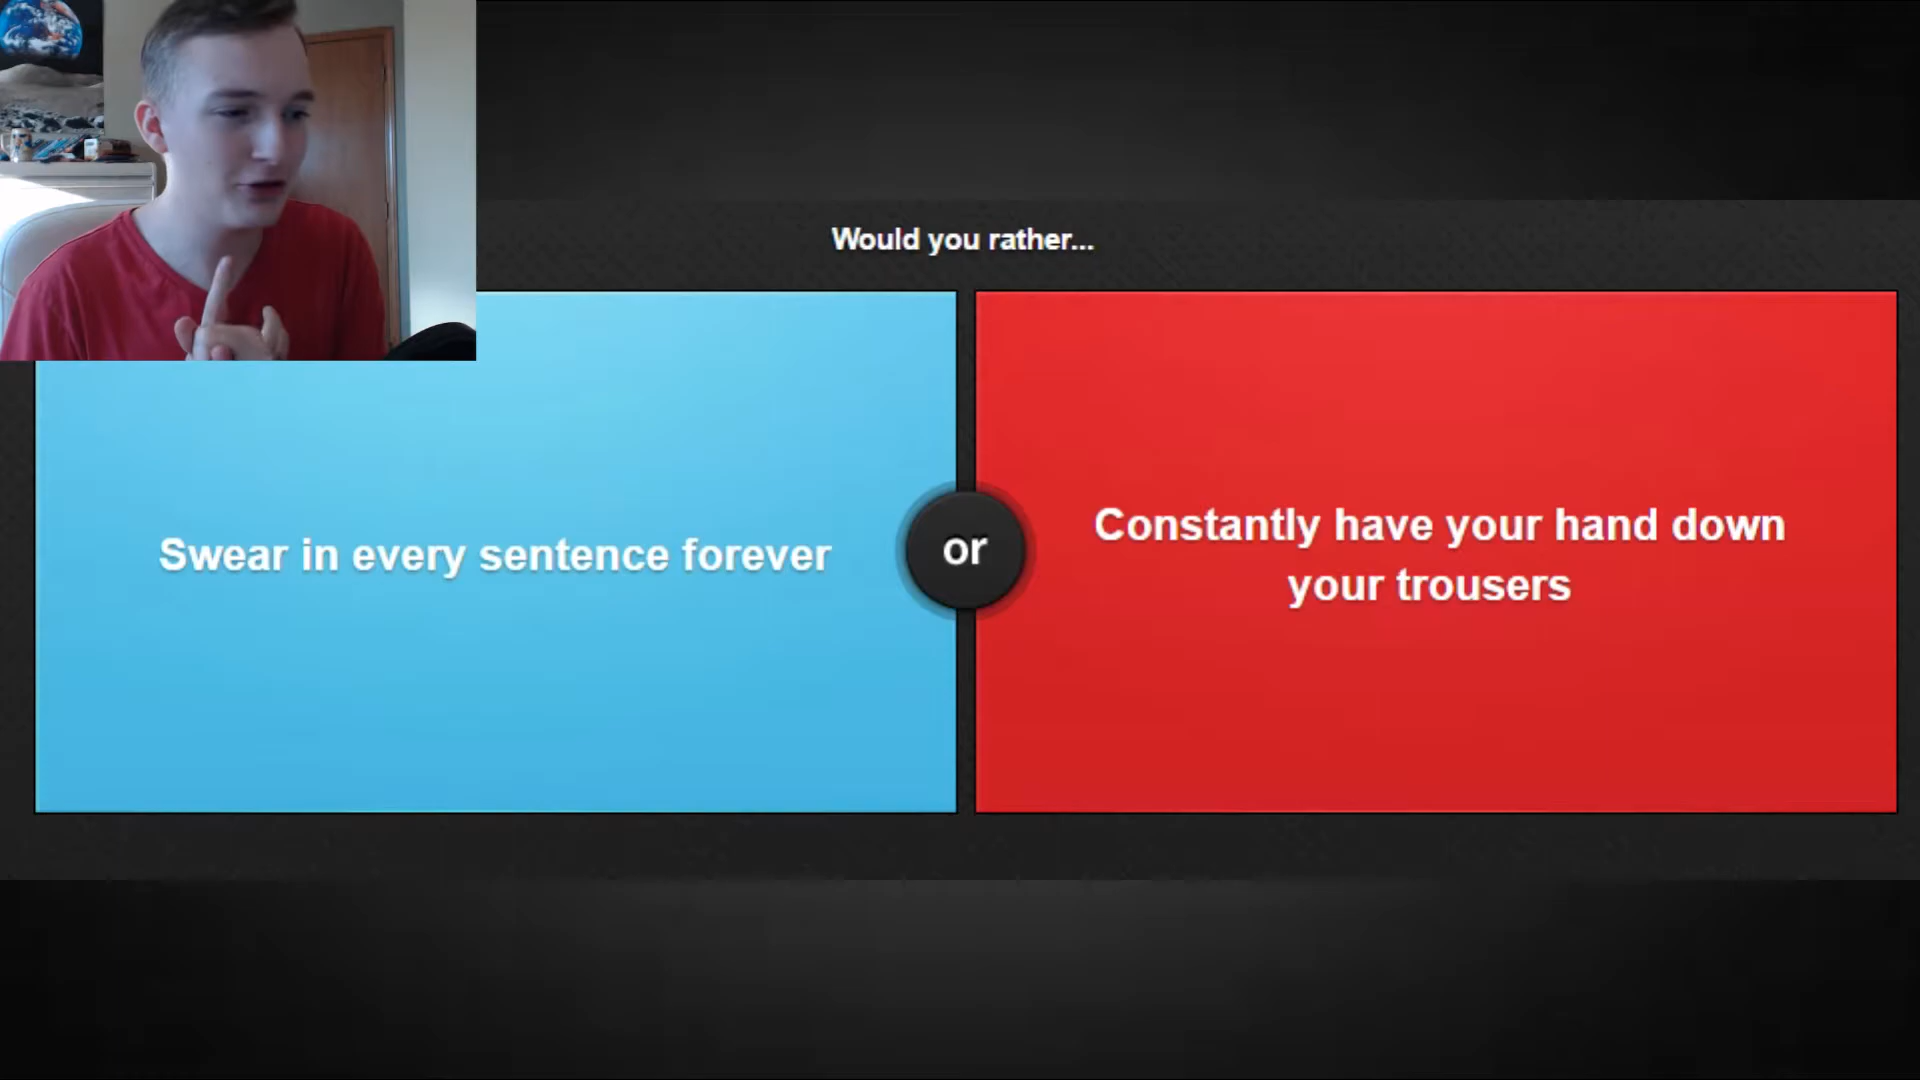 Would you rather...
Swear in every sentence forever
or
Constantly have your hand down
your trousers